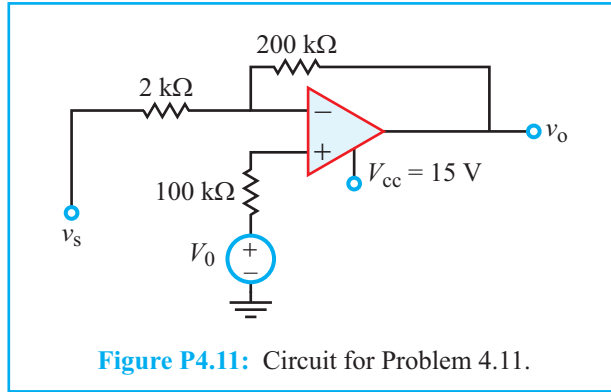 200 kΩ
2 kΩ
−
+
vo
Vcc = 15 V
100 kΩ
vs
V0
+
−
Figure P4.11: Circuit for Problem 4.11.